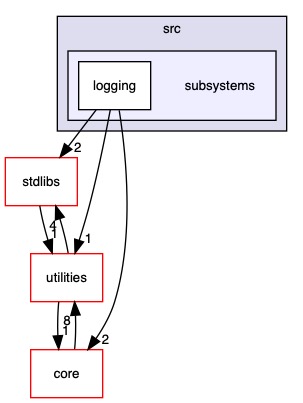 src
logging
subsystems
2
stdlibs
4
1
1
utilities
8
1
2
core